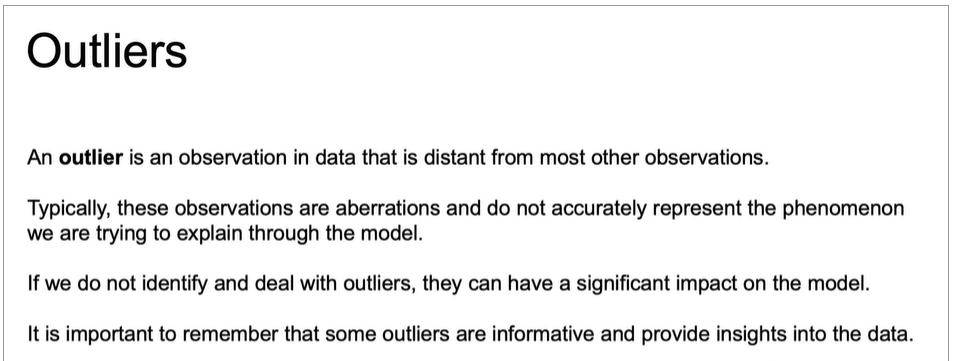 Outliers
An outlier is an observation in data that is distant from most other observations.
Typically, these observations are aberrations and do not accurately represent the phenomenon
we are trying to explain through the model.
If we do not identify and deal with outliers, they can have a significant impact on the model.
It is important to remember that some outliers are informative and provide insights into the data.